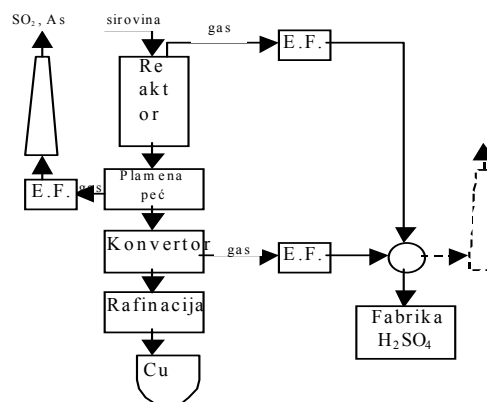 SO₂, As
sirovina
gas
E.F.
Re
akt
or
E.F.
gas
Plamena
peć
Konvertor
gas
E.F.
Rafinacija
Fabrika
H₂SO₄
Cu